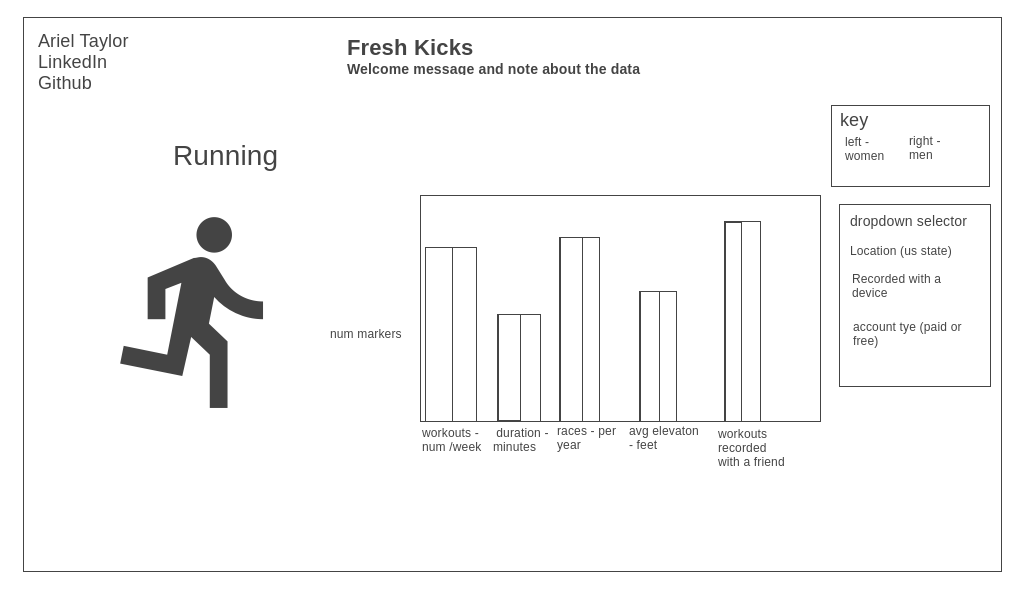 Ariel Taylor
LinkedIn
Github
Fresh Kicks
Welcome message and note about the data
key
left -
women
right -
men
Running
dropdown selector
Location (us state)
Recorded with a
device
account tye (paid or
free)
num markers
workouts -
num /week
duration -
minutes
races - per
year
avg elevaton
- feet
workouts
recorded
with a friend